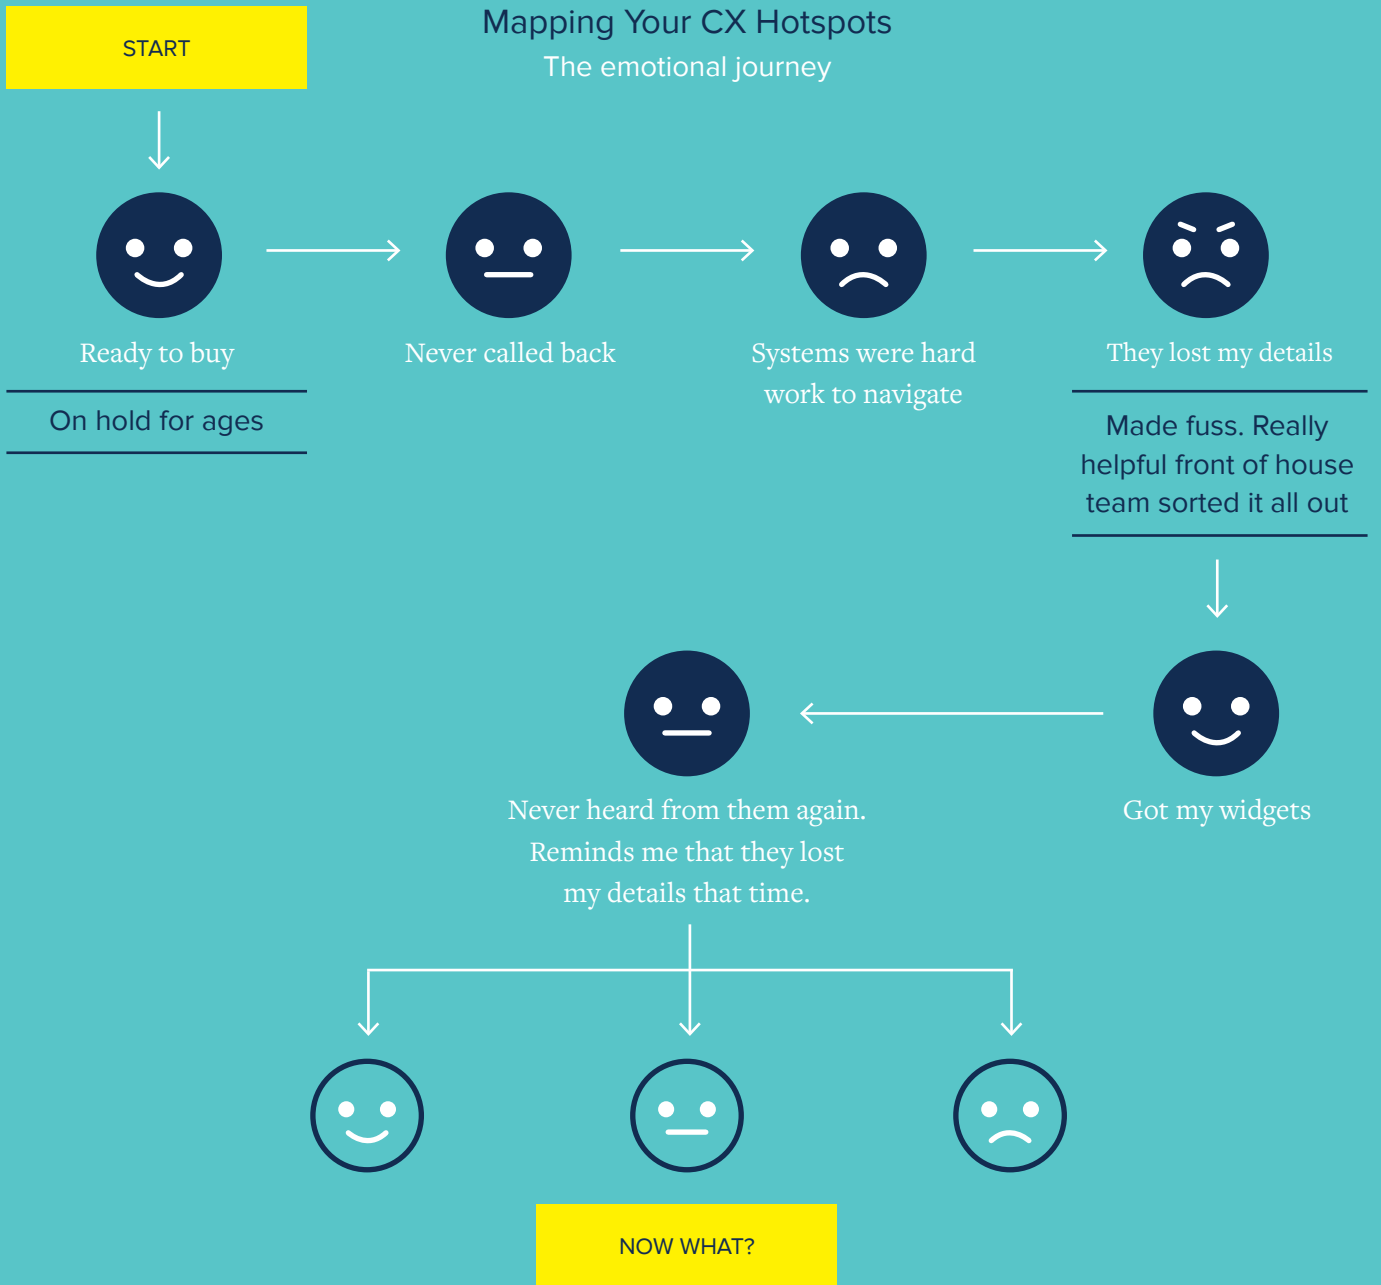 START
Mapping Your CX Hotspots
The emotional journey
Ready to buy
On hold for ages
Never called back
Systems were hard
work to navigate
They lost my details
Made fuss. Really
helpful front of house
team sorted it all out
Got my widgets
Never heard from them again.
Reminds me that they lost
my details that time.
NOW WHAT?